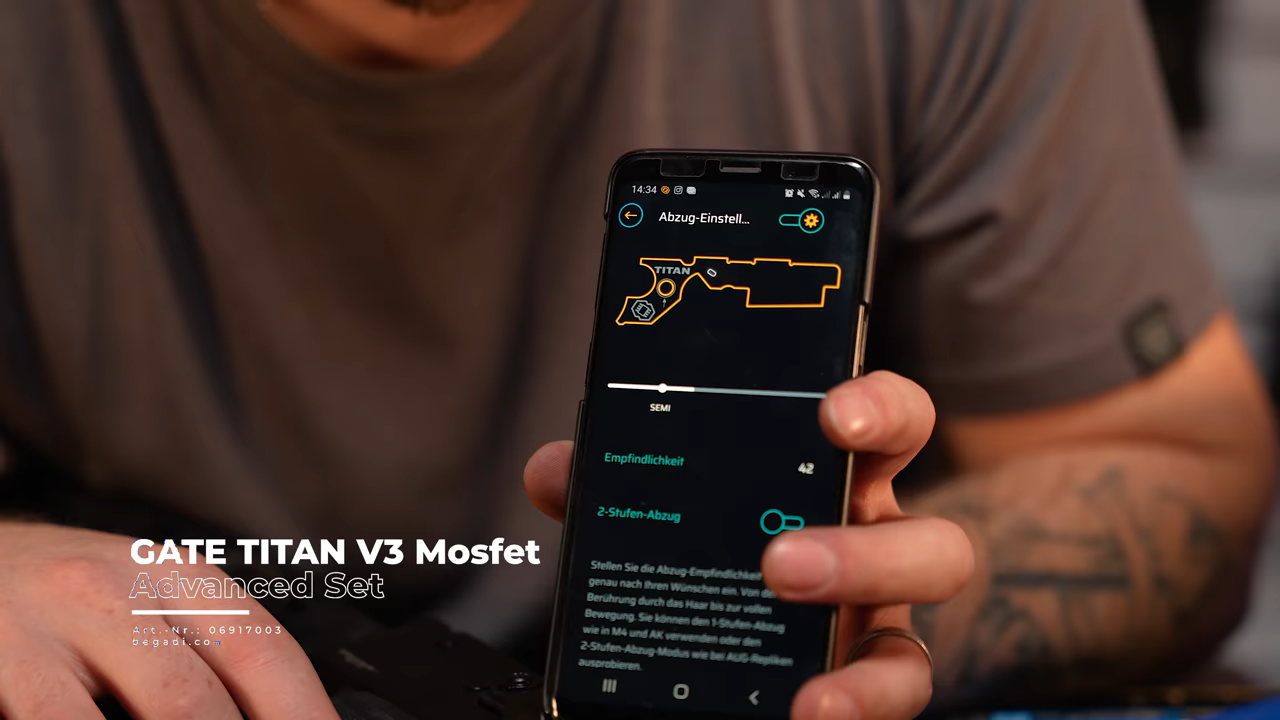 14:34
Abzug-Einstell...
TITAN
SEMI
Empfindlichkeit 42
2-Stufen-Abzug
Stellen Sie die Abzug-Empfindlichkeit
genau nach Ihren Wünschen ein. Von der
Berührung durch das Haar bis zur vollen
Bewegung. Sie können den 1-Stufen-Abzug
wie in M4 und AK verwenden oder den
2-Stufen-Abzug-Modus wie bei AUG-Repliken
ausprobieren.
GATE TITAN V3 Mosfet
Advanced Set
Art.-Nr.: 06917003
begadi.com